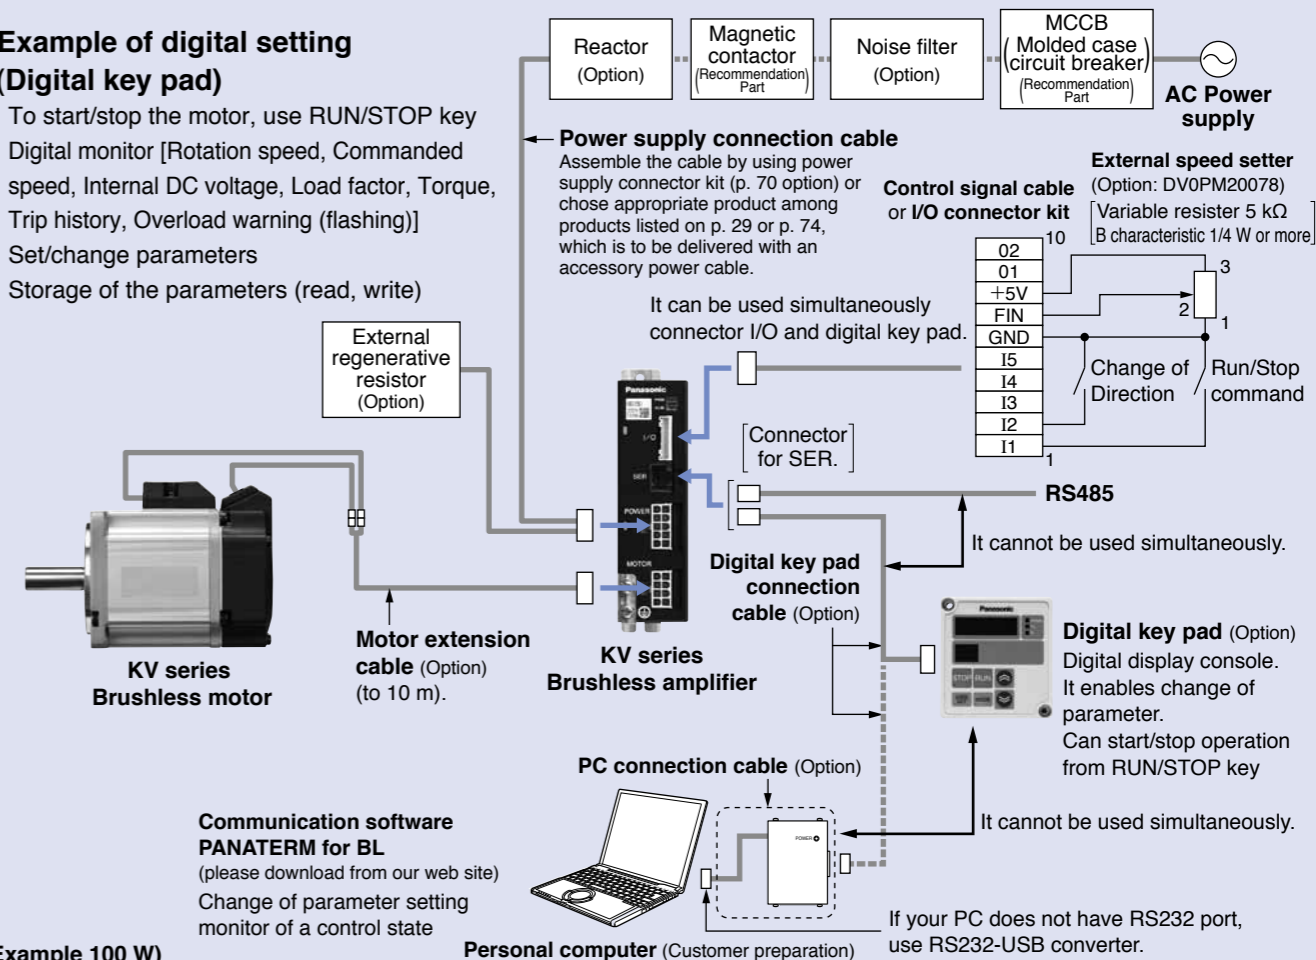 Example of digital setting
(Digital key pad)
To start/stop the motor, use RUN/STOP key
Digital monitor [Rotation speed, Commanded
speed, Internal DC voltage, Load factor, Torque,
Trip history, Overload warning (flashing)]
Set/change parameters
Storage of the parameters (read, write)
Reactor
(Option)
Magnetic
contactor
(Recommendation
Part)
Noise filter
(Option)
MCCB
(Molded case
circuit breaker)
(Recommendation
Part)
AC Power
supply
Power supply connection cable
Assemble the cable by using power
supply connector kit (p. 70 option) or
chose appropriate product among
products listed on p. 29 or p. 74,
which is to be delivered with an
accessory power cable.
Control signal cable
or I/O connector kit
External speed setter
(Option: DV0PM20078)
[Variable resister 5 kΩ
B characteristic 1/4 W or more]
10
02
01
+5V
FIN
GND
I5
I4
I3
I2
I1
1
3
2
1
Change of
Direction
Run/Stop
command
It can be used simultaneously
connector I/O and digital key pad.
External
regenerative
resistor
(Option)
Panasonic
I/O
SER
POWER
MOTOR
[Connector
for SER.]
RS485
It cannot be used simultaneously.
Digital key pad
connection
cable (Option)
KV series
Brushless motor
Motor extension
cable (Option)
(to 10 m).
KV series
Brushless amplifier
Panasonic
STOP RUN
MODE
Digital key pad (Option)
Digital display console.
It enables change of
parameter.
Can start/stop operation
from RUN/STOP key
PC connection cable (Option)
POWER
It cannot be used simultaneously.
Communication software
PANATERM for BL
(please download from our web site)
Change of parameter setting
monitor of a control state
Personal computer (Customer preparation)
If your PC does not have RS232 port,
use RS232-USB converter.
Example 100 W)